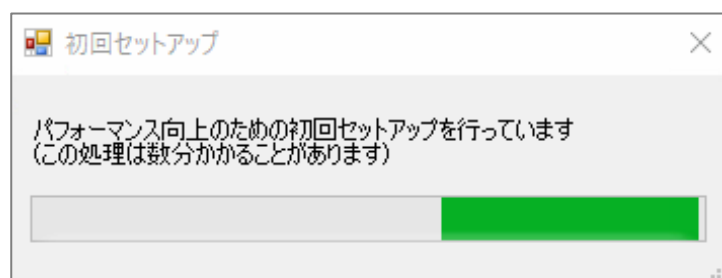 初回セットアップ
パフォーマンス向上のための初回セットアップを行っています
(この処理は数分かかることがあります)